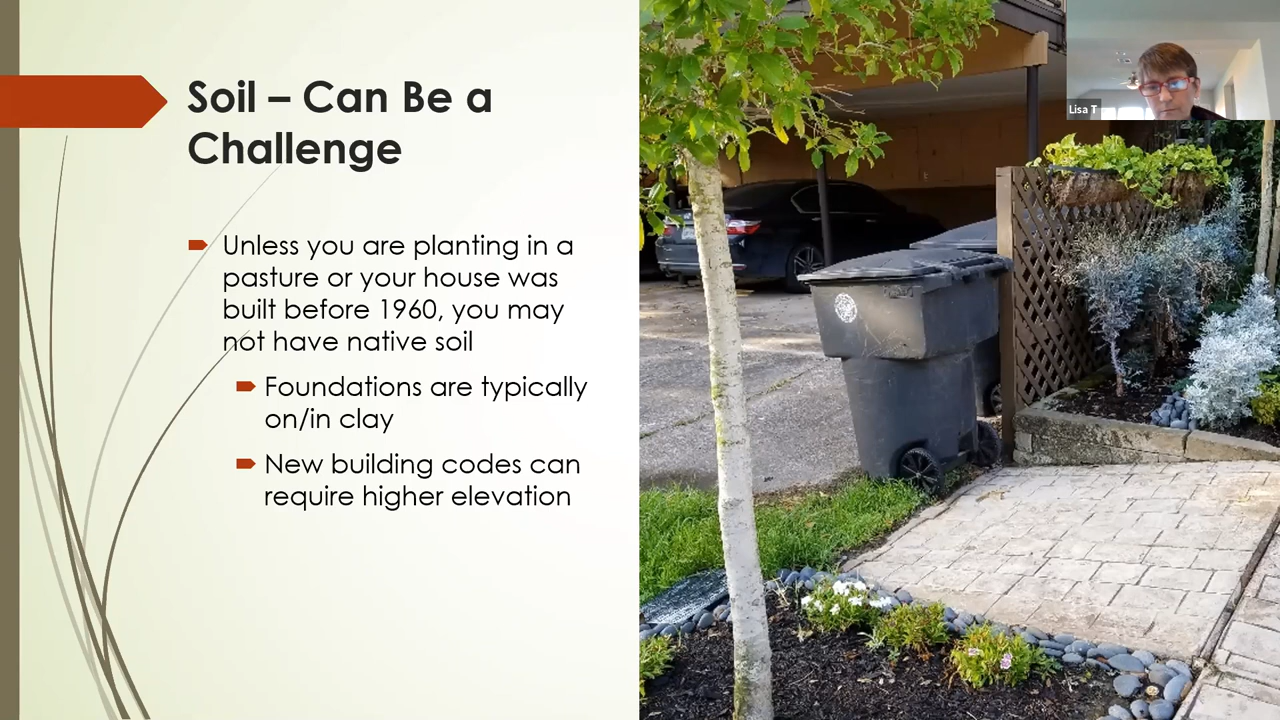 Soil – Can Be a
Challenge
Unless you are planting in a
pasture or your house was
built before 1960, you may
not have native soil
Foundations are typically
on/in clay
New building codes can
require higher elevation
Lisa T